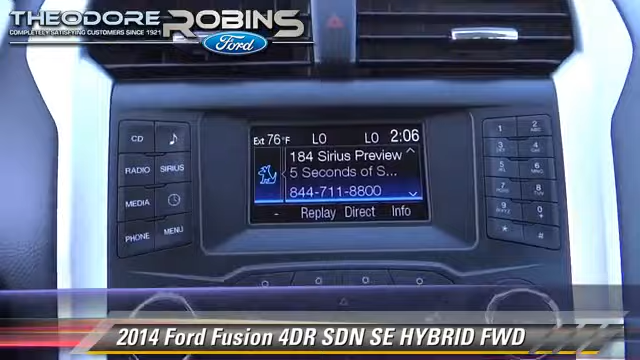 THEODORE ROBINS
COMPLETELY SATISFYING CUSTOMERS SINCE 1921
Ford
CD
RADIO
SIRIUS
MEDIA
PHONE
MENU
Ext 76°F LO LO 2:06
184 Sirius Preview
5 Seconds of S...
844-711-8800
- Replay Direct Info
1 2 ABC
3 DEF 4 GHI
5 JKL 6 MNO
7 PQRS 8 TUV
9 WXYZ 0 +
* #
2014 Ford Fusion 4DR SDN SE HYBRID FWD